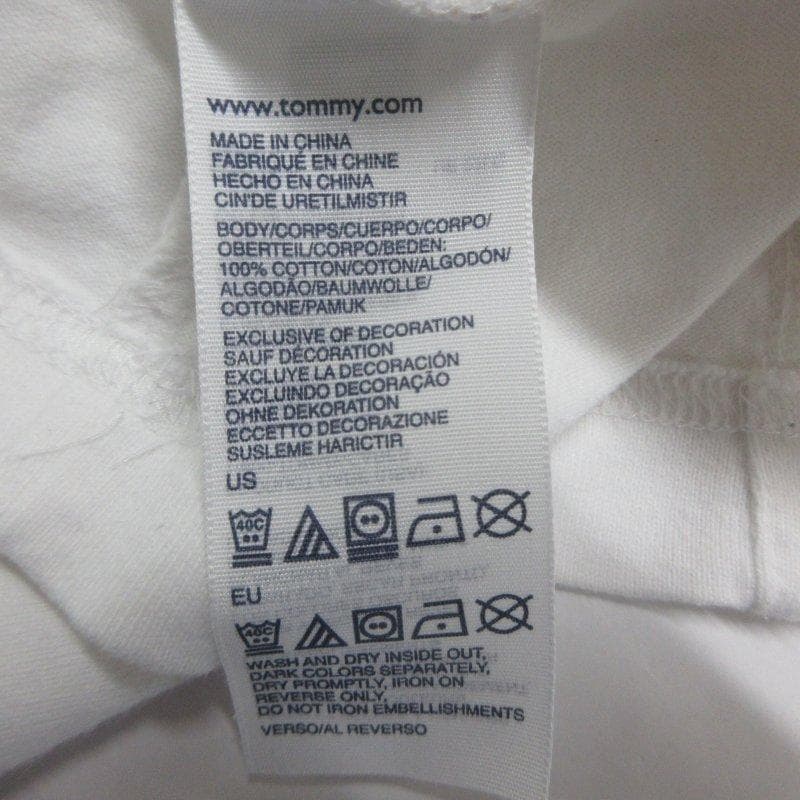 www.tommy.com
MADE IN CHINA
FABRIQUÉ EN CHINE
HECHO EN CHINA
CIN'DE URETILMISTIR
BODY/CORPS/CUERPO/CORPO/
OBERTEIL/CORPO/BEDEN:
100% COTTON/COTON/ALGODÓN/
ALGODÃO/BAUMWOLLE/
COTONE/PAMUK
EXCLUSIVE OF DECORATION
SAUF DÉCORATION
EXCLUYE LA DECORACIÓN
EXCLUINDO DECORAÇÃO
OHNE DEKORATION
ECCETTO DECORAZIONE
SUSLEME HARICTIR
US
40C
EU
40C
WASH AND DRY INSIDE OUT,
DARK COLORS SEPARATELY,
DRY PROMPTLY, IRON ON
REVERSE ONLY,
DO NOT IRON EMBELLISHMENTS
VERSO/AL REVERSO